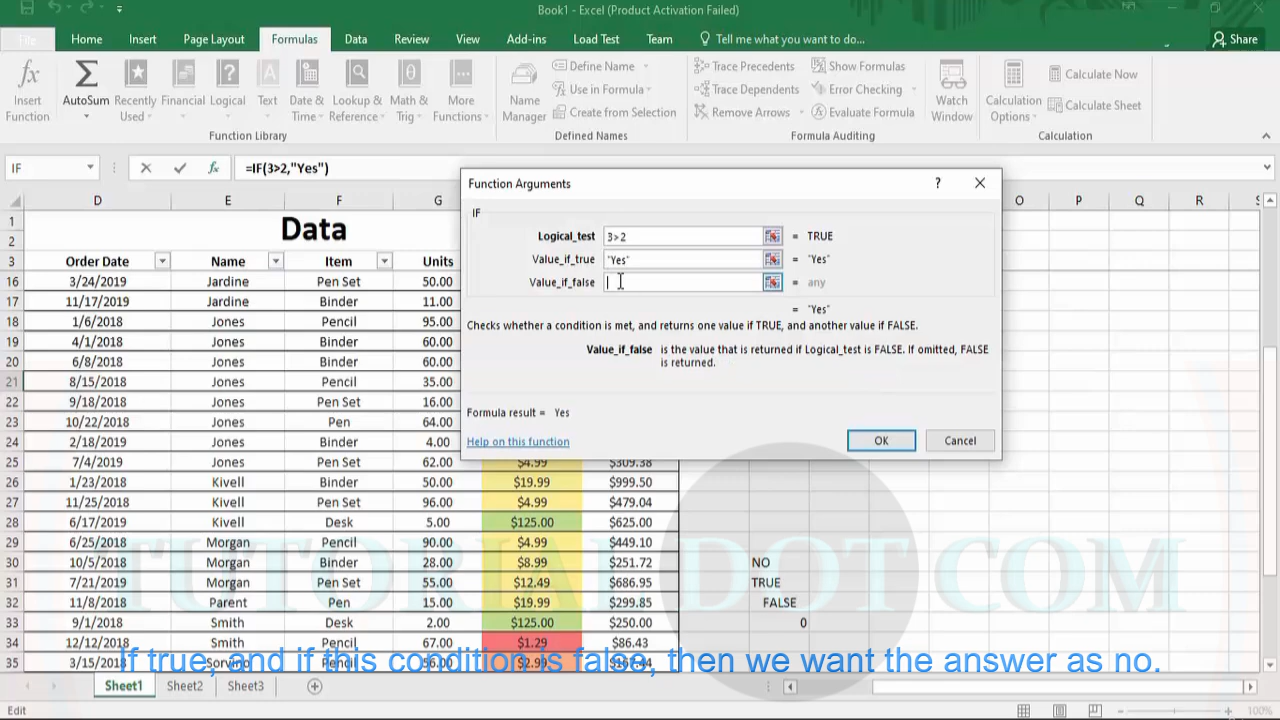 Book1 - Excel (Product Activation Failed)
File Home Insert Page Layout Formulas Data Review View Add-ins Load Test Team Tell me what you want to do... Share
Insert Function
AutoSum
Recently Used
Financial
Logical
Text
Date & Time
Lookup & Reference
Math & Trig
More Functions
Function Library
Name Manager
Define Name
Use in Formula
Create from Selection
Defined Names
Trace Precedents
Trace Dependents
Remove Arrows
Show Formulas
Error Checking
Evaluate Formula
Formula Auditing
Watch Window
Calculation Options
Calculate Now
Calculate Sheet
Calculation
IF fx =IF(3>2,"Yes")
D E F G O P Q R
1 Data
2
3 Order Date Name Item Units
16 3/24/2019 Jardine Pen Set 50.00
17 11/17/2019 Jardine Binder 11.00
18 1/6/2018 Jones Pencil 95.00
19 4/1/2018 Jones Binder 60.00
20 6/8/2018 Jones Binder 60.00
21 8/15/2018 Jones Pencil 35.00
22 9/18/2018 Jones Pen Set 16.00
23 10/22/2018 Jones Pen 64.00
24 2/18/2019 Jones Binder 4.00
25 7/4/2019 Jones Pen Set 62.00 $4.99 $309.38
26 1/23/2018 Kivell Binder 50.00 $19.99 $999.50
27 11/25/2018 Kivell Pen Set 96.00 $4.99 $479.04
28 6/17/2019 Kivell Desk 5.00 $125.00 $625.00
29 6/25/2018 Morgan Pencil 90.00 $4.99 $449.10
30 10/5/2018 Morgan Binder 28.00 $8.99 $251.72 NO
31 7/21/2019 Morgan Pen Set 55.00 $12.49 $686.95 TRUE
32 11/8/2018 Parent Pen 15.00 $19.99 $299.85 FALSE
33 9/1/2018 Smith Desk 2.00 $125.00 $250.00 0
34 12/12/2018 Smith Pencil 67.00 $1.29 $86.43
35 3/15/2018 Sorvino Pencil 56.00 $2.99 $167.44
Function Arguments ?
IF
Logical_test 3>2 = TRUE
Value_if_true "Yes" = "Yes"
Value_if_false = any
= "Yes"
Checks whether a condition is met, and returns one value if TRUE, and another value if FALSE.
Value_if_false is the value that is returned if Logical_test is FALSE. If omitted, FALSE
is returned.
Formula result = Yes
Help on this function OK Cancel
TUTORIAL DOT COM
If true, and if this condition is false, then we want the answer as no.
Sheet1 Sheet2 Sheet3
Edit 100%